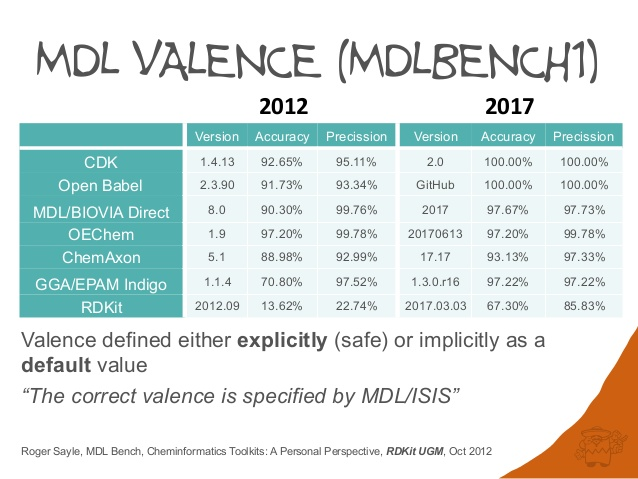 MDL VALENCE (MDLBENCH1)
2012 2017
Version Accuracy Precission Version Accuracy Precission
CDK 1.4.13 92.65% 95.11% 2.0 100.00% 100.00%
Open Babel 2.3.90 91.73% 93.34% GitHub 100.00% 100.00%
MDL/BIOVIA Direct 8.0 90.30% 99.76% 2017 97.67% 97.73%
OEChem 1.9 97.20% 99.78% 20170613 97.20% 99.78%
ChemAxon 5.1 88.98% 92.99% 17.17 93.13% 97.33%
GGA/EPAM Indigo 1.1.4 70.80% 97.52% 1.3.0.r16 97.22% 97.22%
RDKit 2012.09 13.62% 22.74% 2017.03.03 67.30% 85.83%
Valence defined either explicitly (safe) or implicitly as a
default value
“The correct valence is specified by MDL/ISIS”
Roger Sayle, MDL Bench, Cheminformatics Toolkits: A Personal Perspective, RDKit UGM, Oct 2012